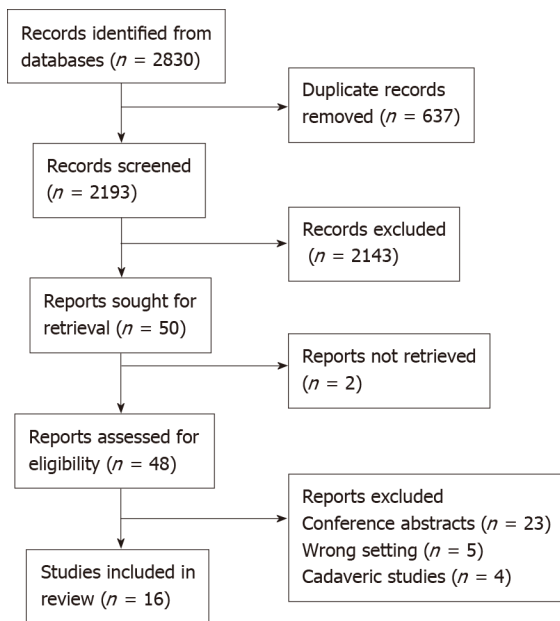 Records identified from
databases (n = 2830)
Duplicate records
removed (n = 637)
Records screened
(n = 2193)
Records excluded
(n = 2143)
Reports sought for
retrieval (n = 50)
Reports not retrieved
(n = 2)
Reports assessed for
eligibility (n = 48)
Reports excluded
Conference abstracts (n = 23)
Wrong setting (n = 5)
Cadaveric studies (n = 4)
Studies included in
review (n = 16)